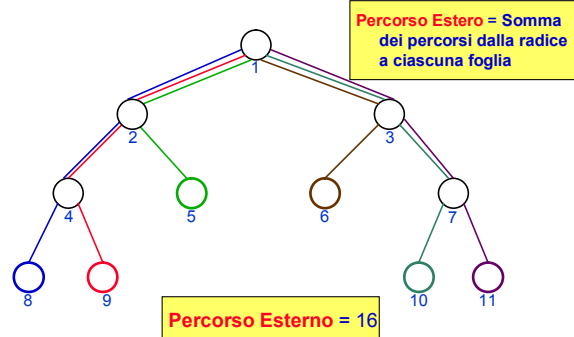 Percorso Estero = Somma
dei percorsi dalla radice
a ciascuna foglia
1
2
3
4
5
6
7
8
9
10
11
Percorso Esterno = 16